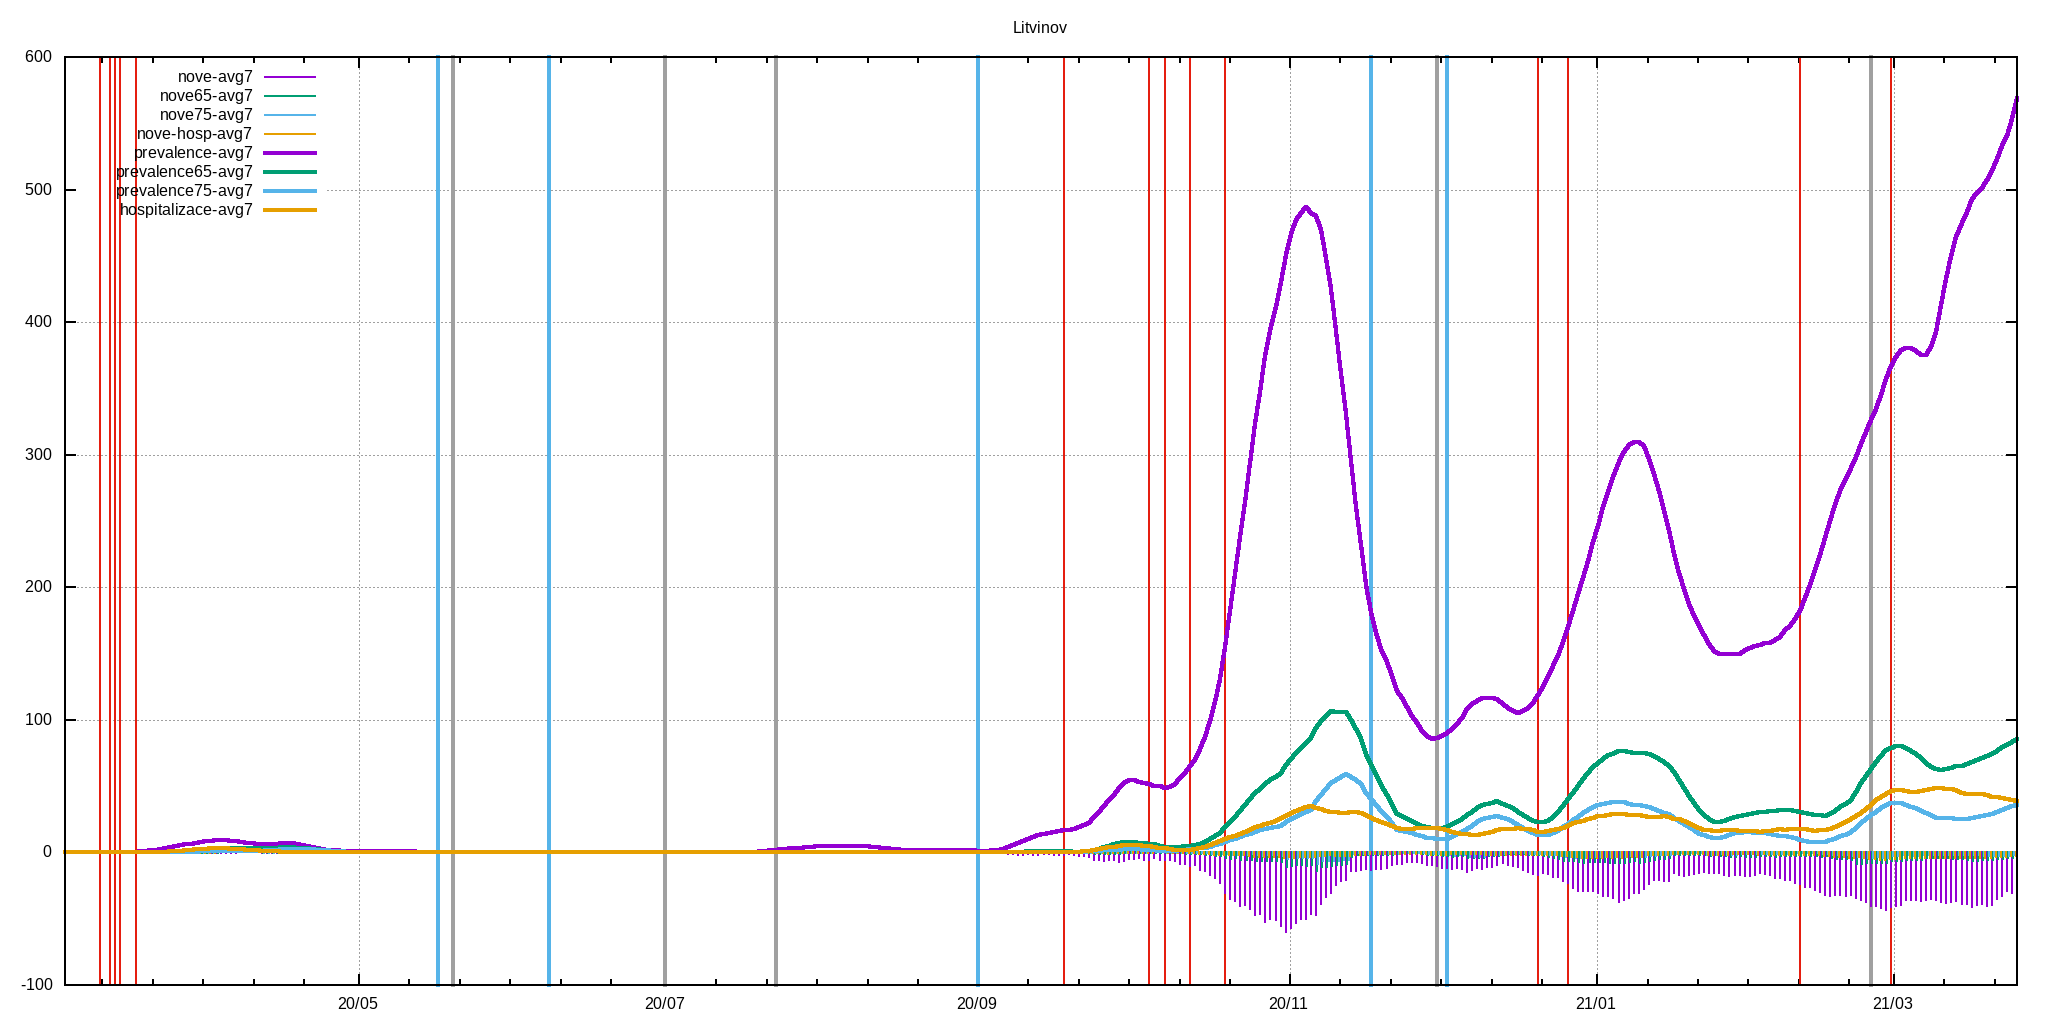 Litvinov
600
nove-avg7
nove65-avg7
nove75-avg7
nove-hosp-avg7
prevalence-avg7
prevalence65-avg7
prevalence75-avg7
hospitalizace-avg7
500
400
300
200
100
0
-100
20/05 20/07 20/09 20/11 21/01 21/03